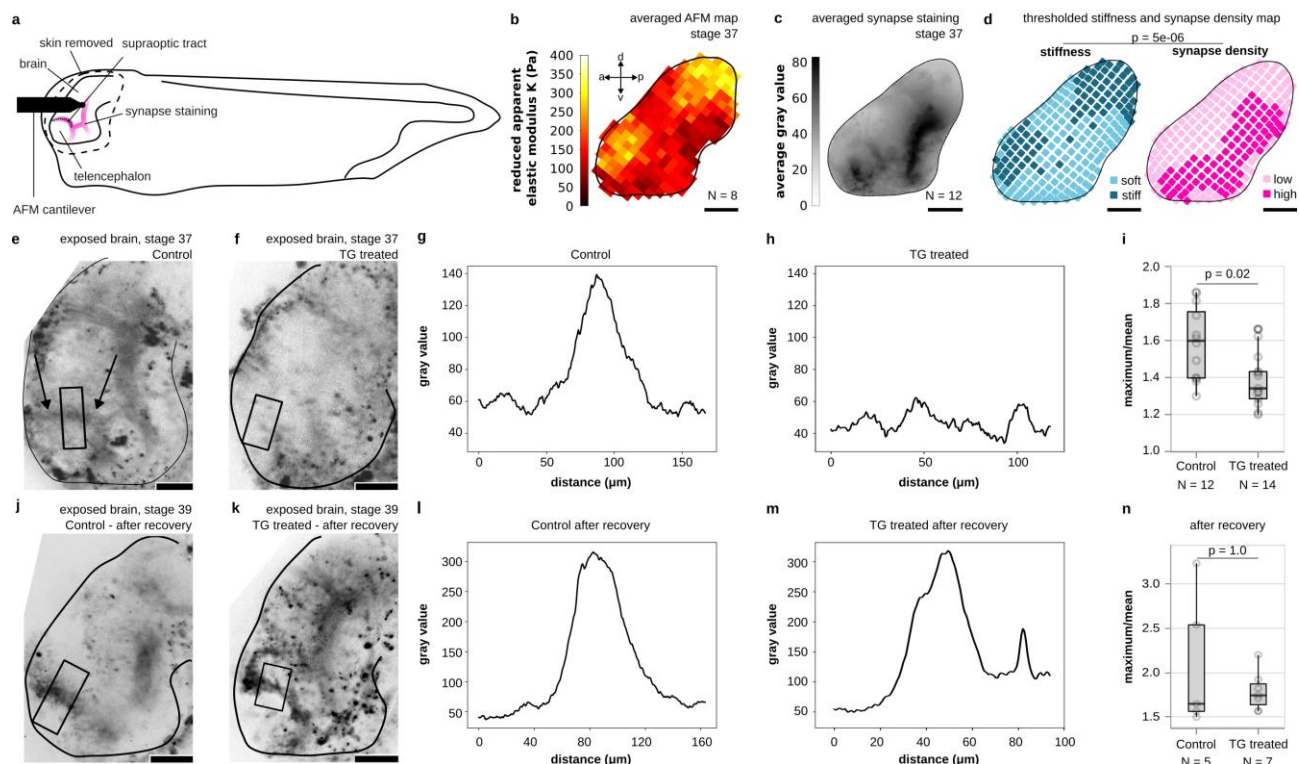 a
skin removed
supraoptic tract
brain
synapse staining
telencephalon
AFM cantilever
b
averaged AFM map
stage 37
reduced apparent
elastic modulus K (Pa)
400
350
300
250
200
150
100
50
0
d
a
p
v
N = 8
c
averaged synapse staining
stage 37
average gray value
80
60
40
20
0
N = 12
d
thresholded stiffness and synapse density map
p = 5e-06
stiffness
synapse density
soft
stiff
low
high
e
exposed brain, stage 37
Control
f
exposed brain, stage 37
TG treated
g
Control
gray value
140
120
100
80
60
40
0
50
100
150
distance (µm)
h
TG treated
gray value
140
120
100
80
60
40
0
50
100
distance (µm)
i
p = 0.02
maximum/mean
2.0
1.8
1.6
1.4
1.2
1.0
Control
TG treated
N = 12
N = 14
j
exposed brain, stage 39
Control - after recovery
k
exposed brain, stage 39
TG treated - after recovery
l
Control after recovery
gray value
300
250
200
150
100
50
0
40
80
120
160
distance (µm)
m
TG treated after recovery
gray value
300
250
200
150
100
50
0
20
40
60
80
100
distance (µm)
n
after recovery
p = 1.0
maximum/mean
3.0
2.5
2.0
1.5
Control
TG treated
N = 5
N = 7